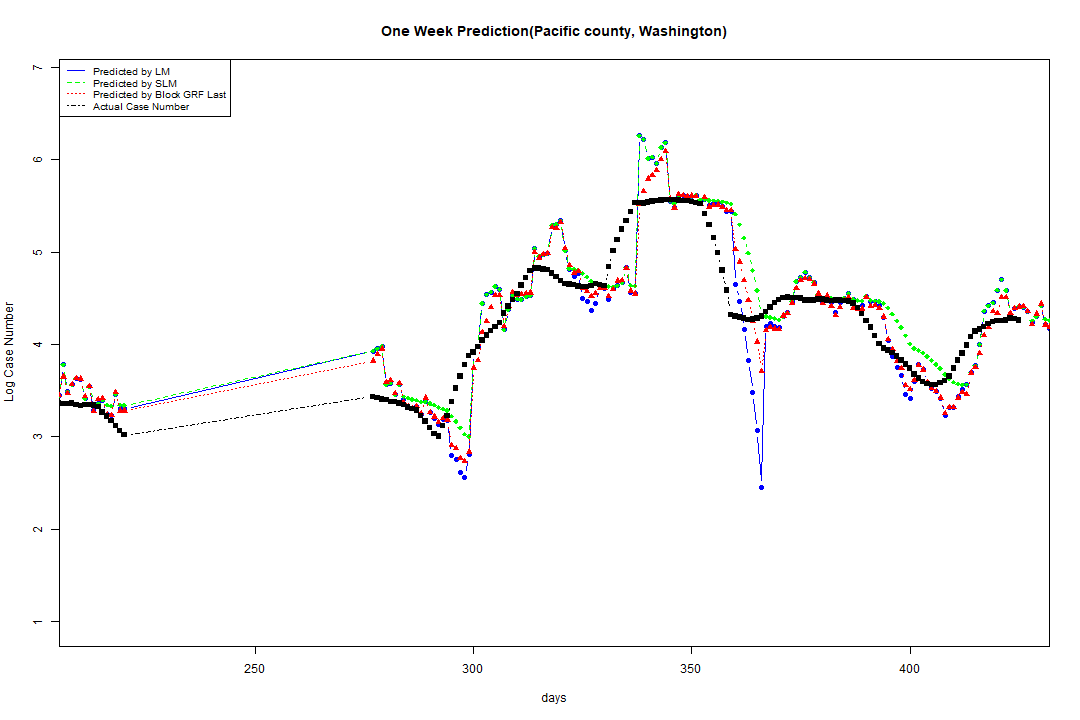 One Week Prediction(Pacific county, Washington)
Predicted by LM
Predicted by SLM
Predicted by Block GRF Last
Actual Case Number
7
6
5
4
3
2
1
Log Case Number
250 300 350 400
days